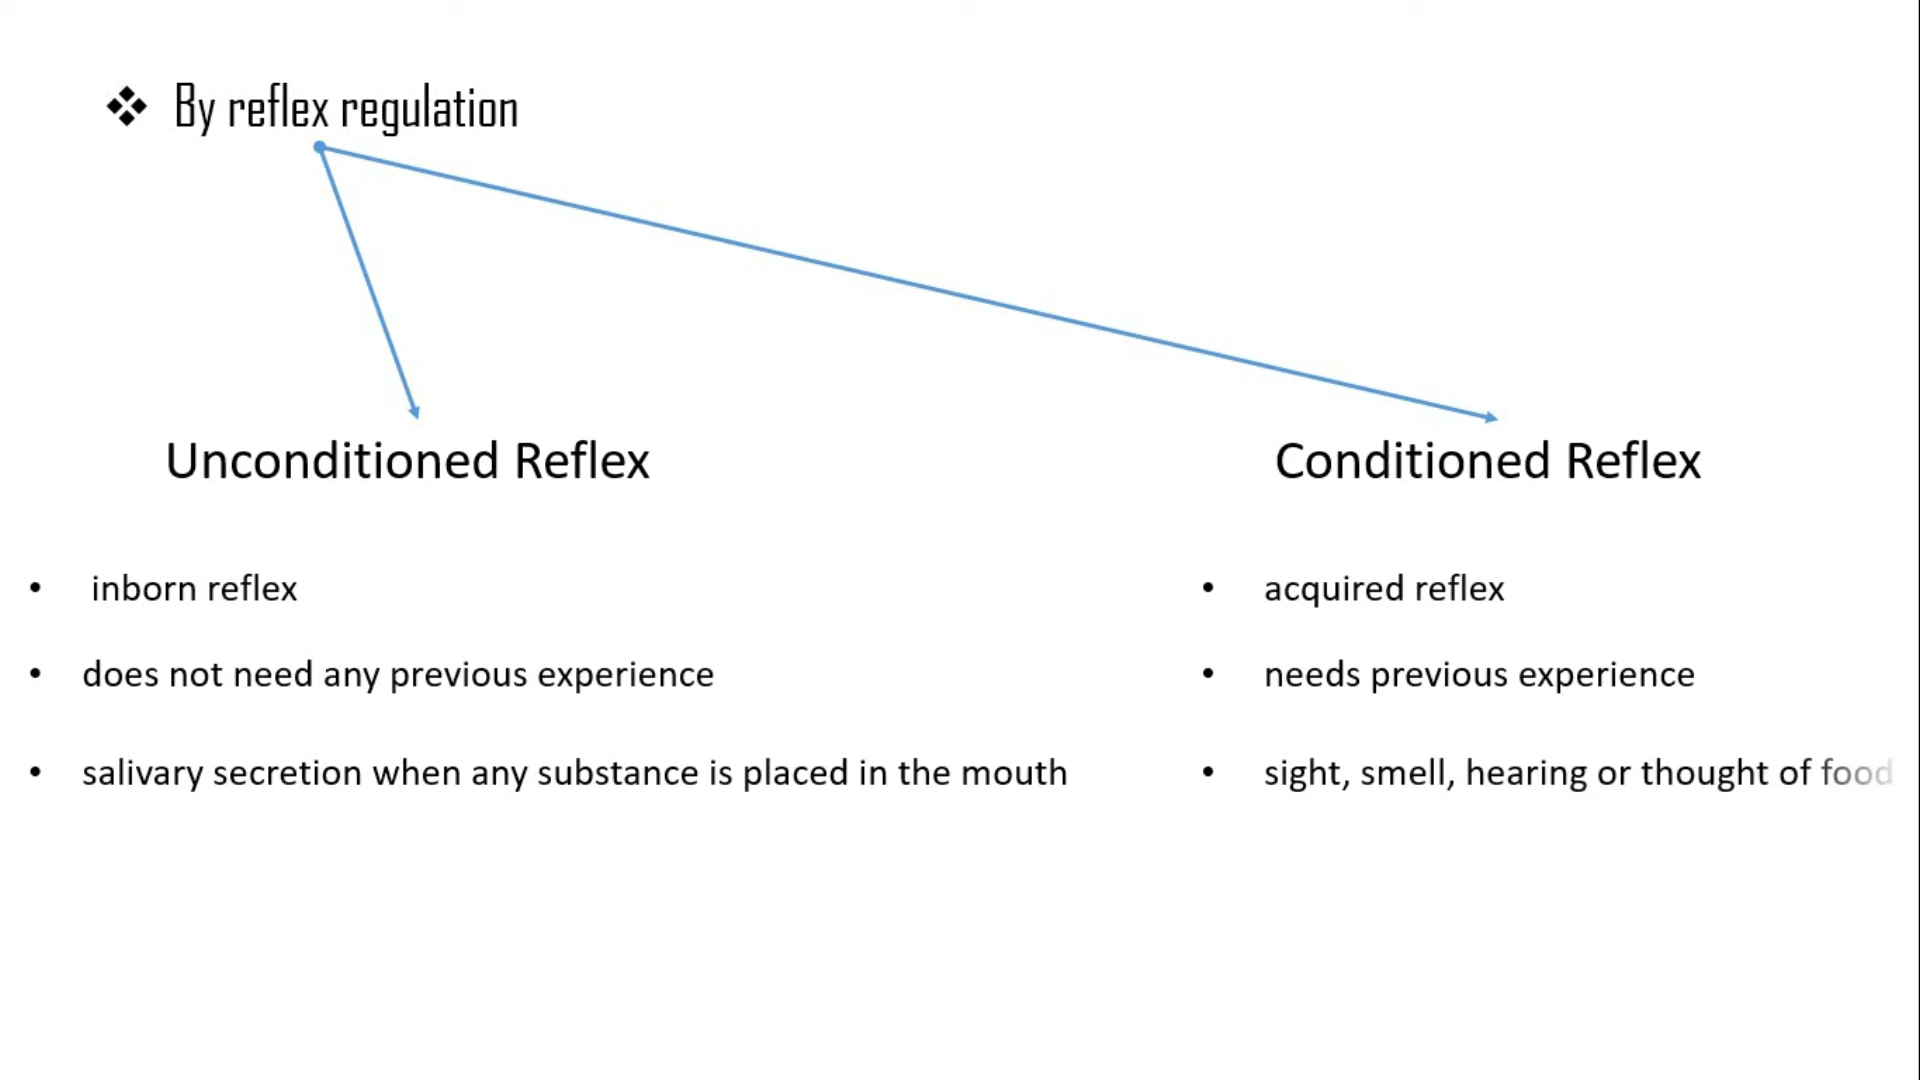 ❖ By reflex regulation
Unconditioned Reflex
• inborn reflex
• does not need any previous experience
• salivary secretion when any substance is placed in the mouth
Conditioned Reflex
• acquired reflex
• needs previous experience
• sight, smell, hearing or thought of food